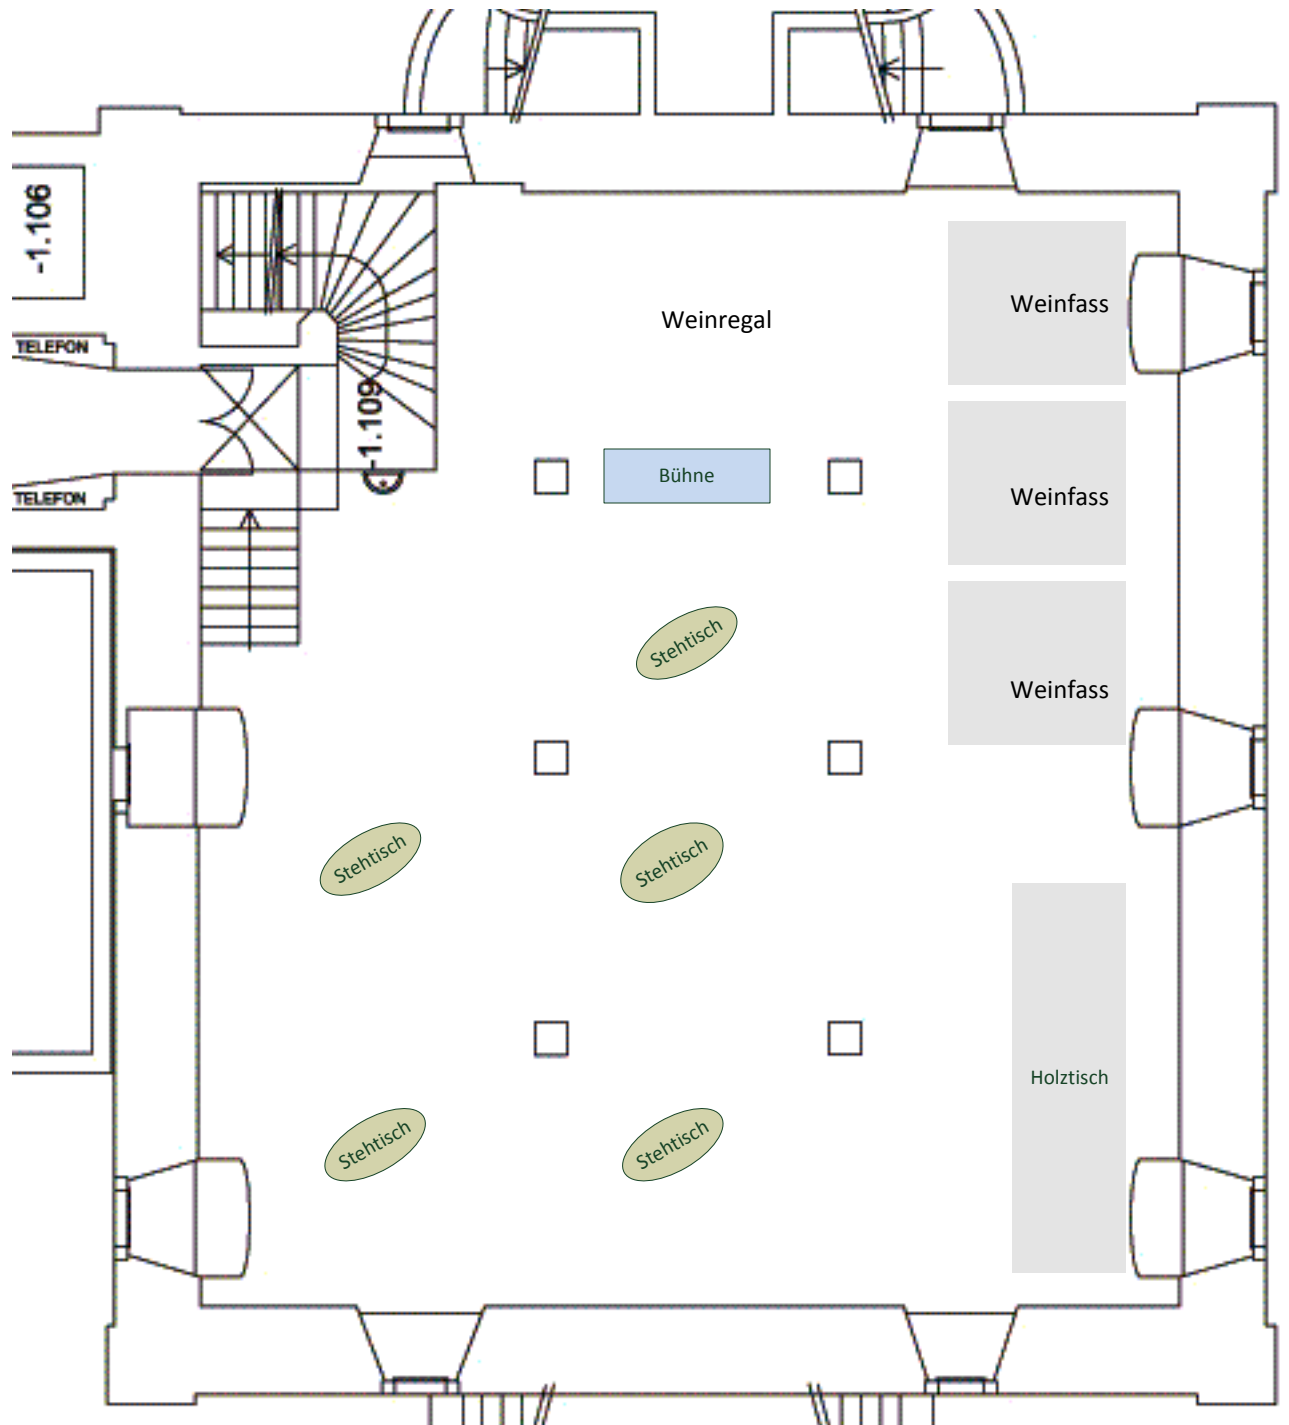 -1.106
Weinfass
Weinregal
TELEFON
-1.109
Bühne
Weinfass
TELEFON
Stehtisch
Weinfass
Stehtisch
Stehtisch
Holztisch
Stehtisch
Stehtisch